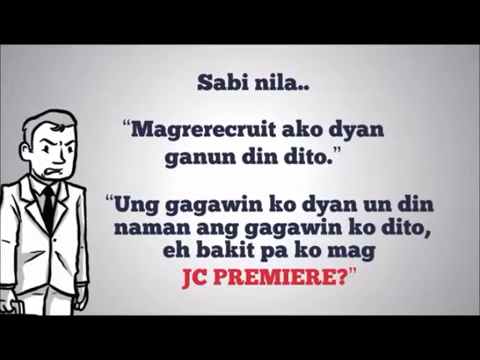 Sabi nila..
“Magrerecruit ako dyan
ganun din dito.”
“Ung gagawin ko dyan un din
naman ang gagawin ko dito,
eh bakit pa ko mag
JC PREMIERE?”